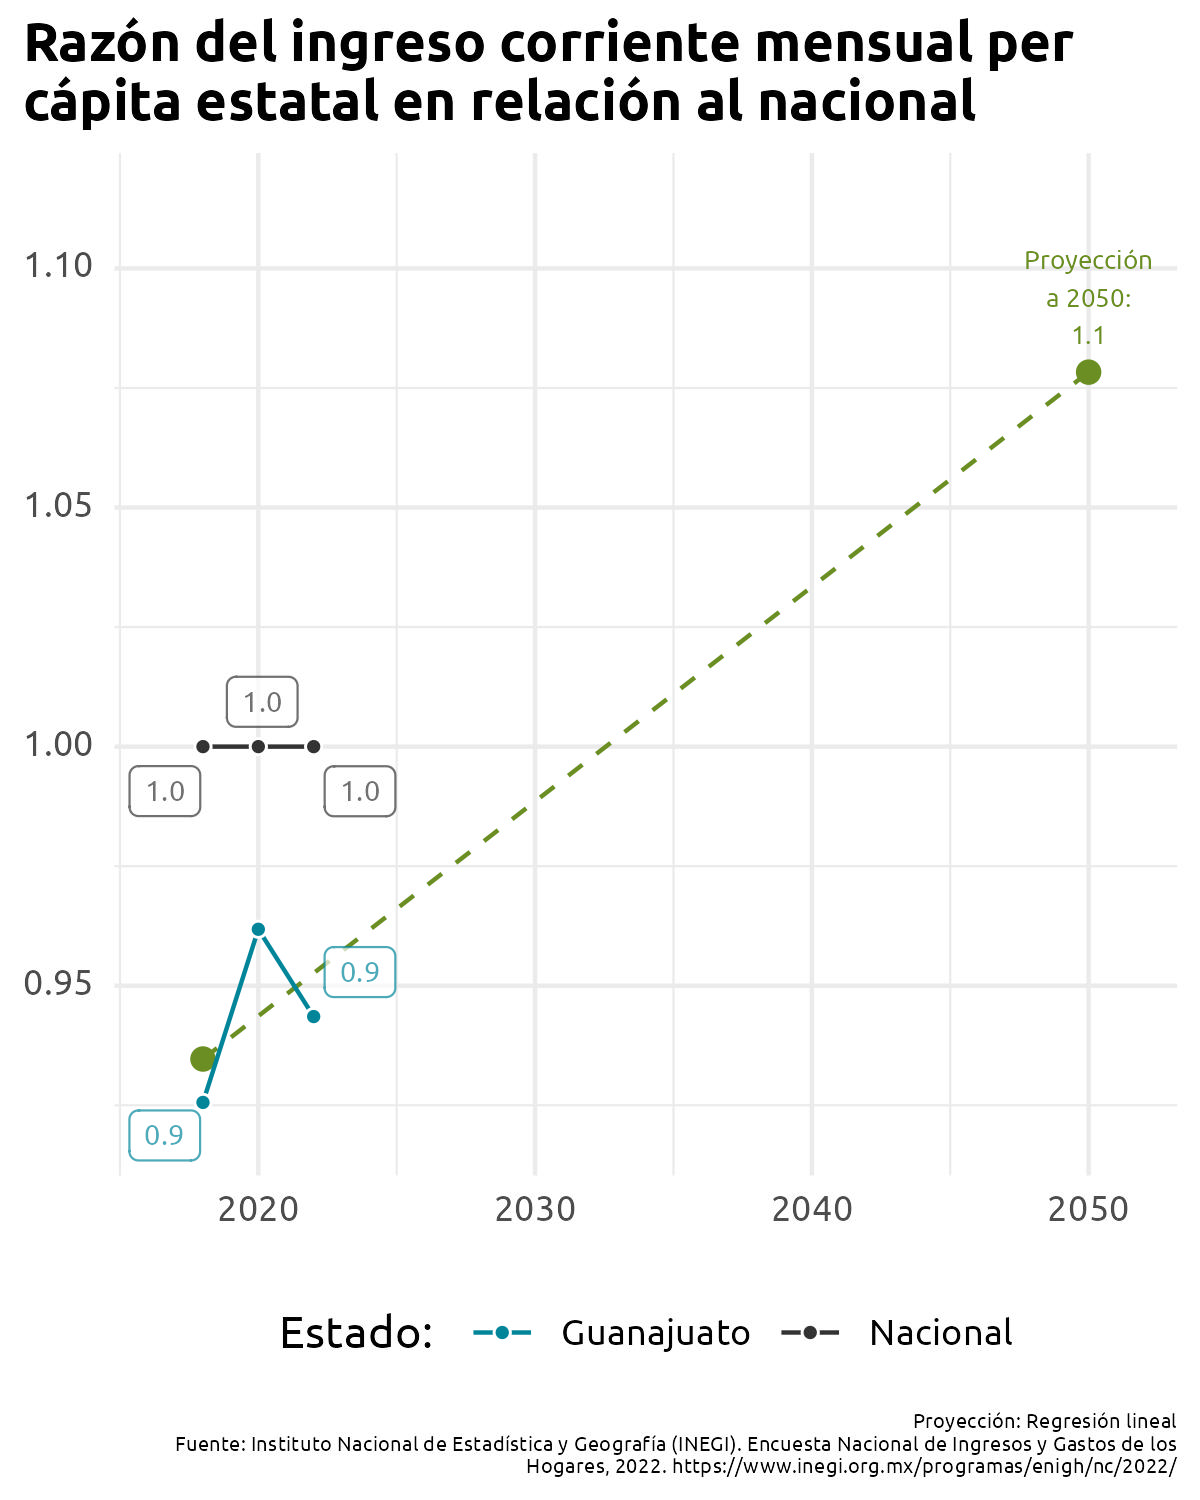 Razón del ingreso corriente mensual per
cápita estatal en relación al nacional
1.10
1.05
1.00
0.95
Proyección
a 2050:
1.1
1.0
1.0
1.0
0.9
0.9
2020
2030
2040
2050
Estado:
Guanajuato
Nacional
Proyección: Regresión lineal
Fuente: Instituto Nacional de Estadística y Geografía (INEGI). Encuesta Nacional de Ingresos y Gastos de los
Hogares, 2022. https://www.inegi.org.mx/programas/enigh/nc/2022/